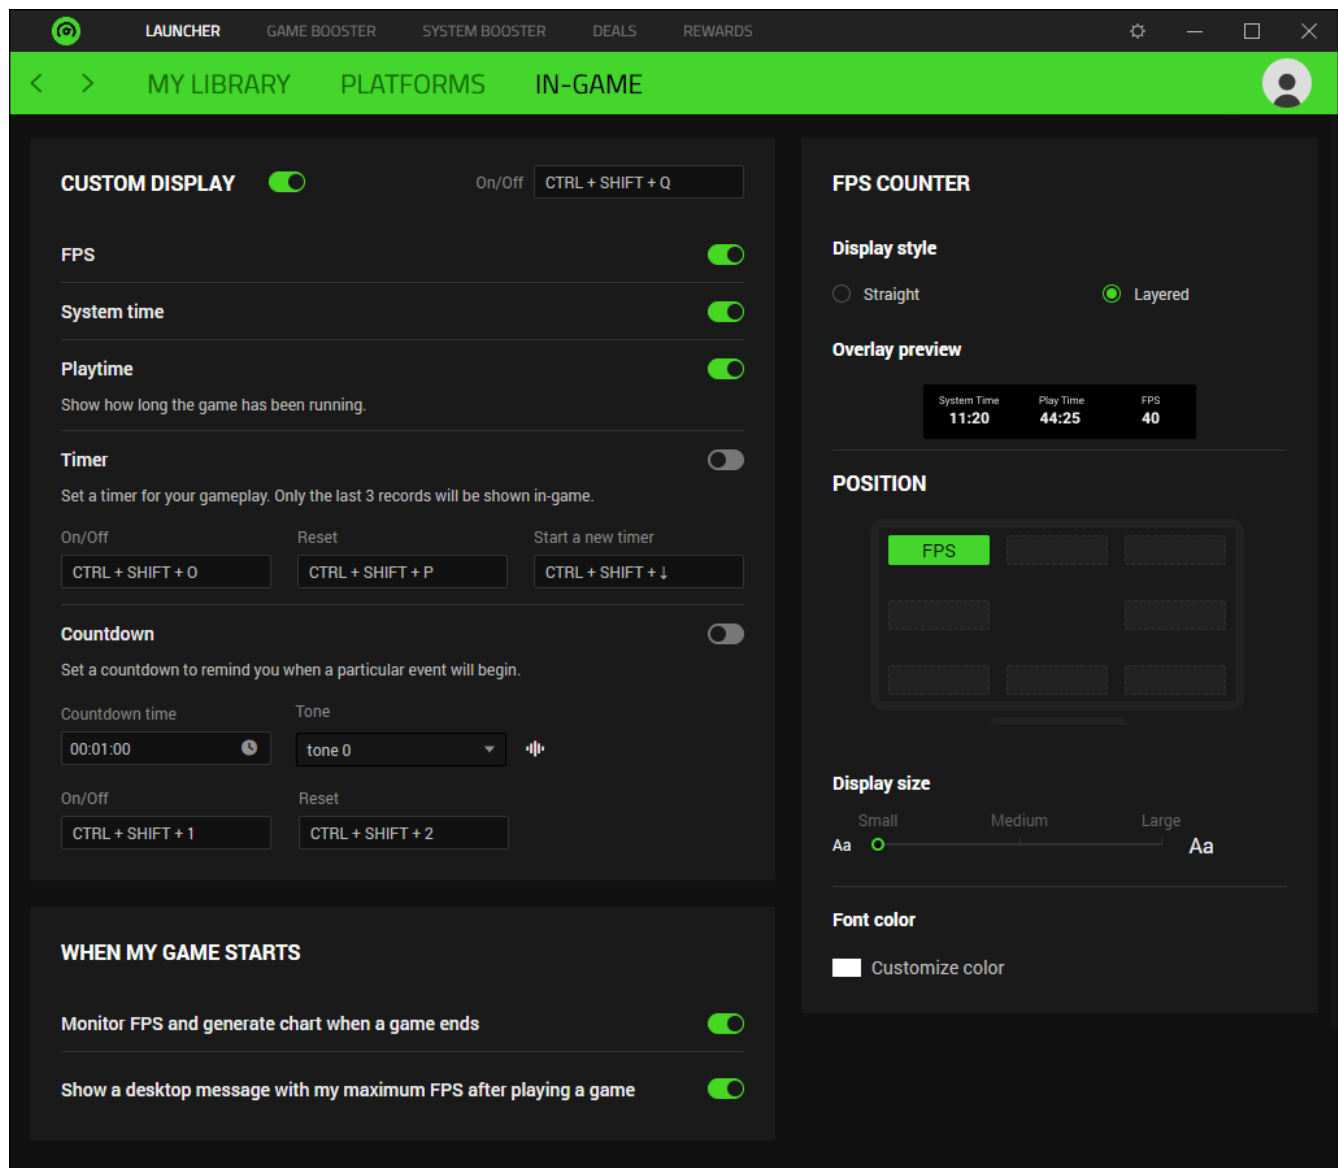 LAUNCHER GAME BOOSTER SYSTEM BOOSTER DEALS REWARDS
MY LIBRARY PLATFORMS IN-GAME
CUSTOM DISPLAY On/Off CTRL + SHIFT + Q
FPS
System time
Playtime
Show how long the game has been running.
Timer
Set a timer for your gameplay. Only the last 3 records will be shown in-game.
On/Off Reset Start a new timer
CTRL + SHIFT + O CTRL + SHIFT + P CTRL + SHIFT + ↓
Countdown
Set a countdown to remind you when a particular event will begin.
Countdown time Tone
00:01:00 tone 0
On/Off Reset
CTRL + SHIFT + 1 CTRL + SHIFT + 2
WHEN MY GAME STARTS
Monitor FPS and generate chart when a game ends
Show a desktop message with my maximum FPS after playing a game
FPS COUNTER
Display style
Straight Layered
Overlay preview
System Time Play Time FPS
11:20 44:25 40
POSITION
FPS
Display size
Small Medium Large
Aa Aa
Font color
Customize color